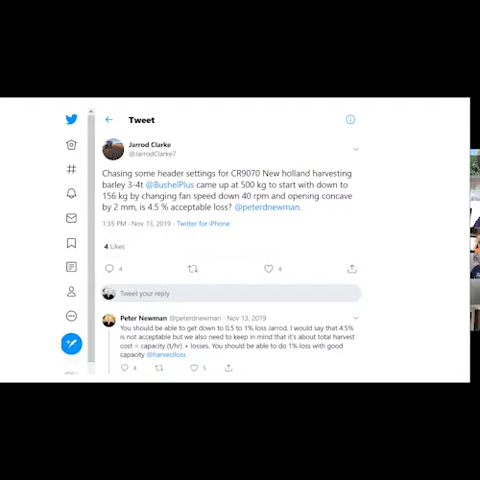 Tweet
Jarrod Clarke
@JarrodClarke7
Chasing some header settings for CR9070 New holland harvesting
barley 3-4t @BushelPlus came up at 500 kg to start with down to
156 kg by changing fan speed down 40 rpm and opening concave
by 2 mm, is 4.5 % acceptable loss? @peterdnewman.
1:35 PM · Nov 13, 2019 · Twitter for iPhone
4 Likes
4
4
Tweet your reply
Peter Newman @peterdnewman · Nov 13, 2019
You should be able to get down to 0.5 to 1% loss Jarrod. I would say that 4.5%
is not acceptable but we also need to keep in mind that it's about total harvest
cost = capacity (t/hr) + losses. You should be able to do 1% loss with good
capacity @harvestloss
4
5